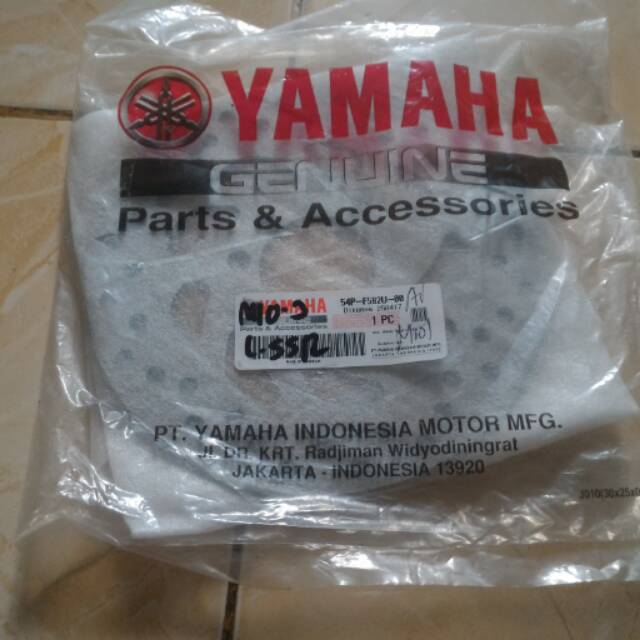 YAMAHA
GENUINE
Parts & Accessories
YAMAHA
54P-F582U-00
1 PC
Parts & Accessories
PT. YAMAHA INDONESIA MOTOR MFG.
Jl. DR. KRT. Radjiman Widyodiningrat
JAKARTA - INDONESIA 13920